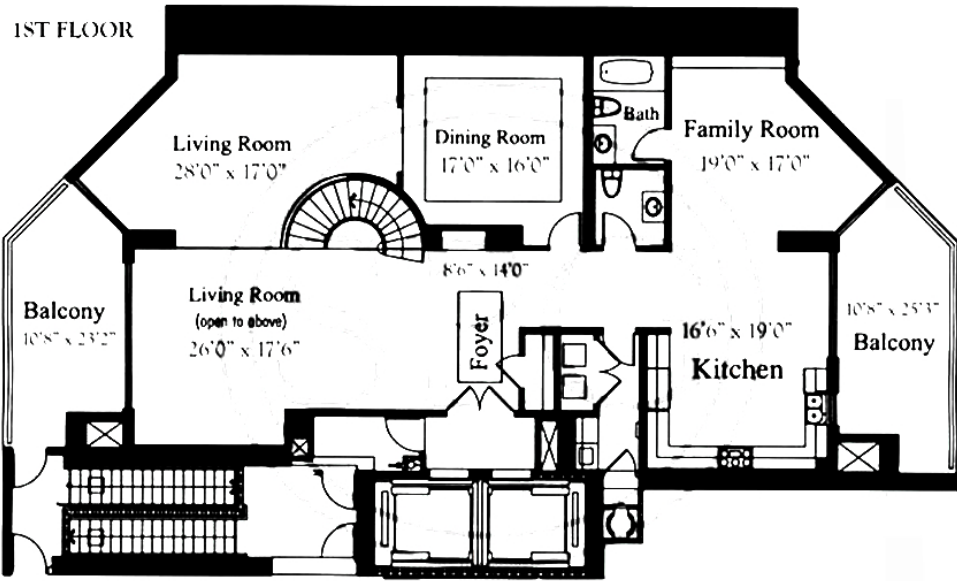 1ST FLOOR
Living Room
28'0" x 17'0"
Dining Room
17'0" x 16'0"
Bath
Family Room
19'0" x 17'0"
8'6" x 14'0"
Living Room
(open to above)
26'0" x 17'6"
Foyer
Balcony
10'8" x 23'2"
16'6" x 19'0"
Kitchen
10'8" x 25'3"
Balcony